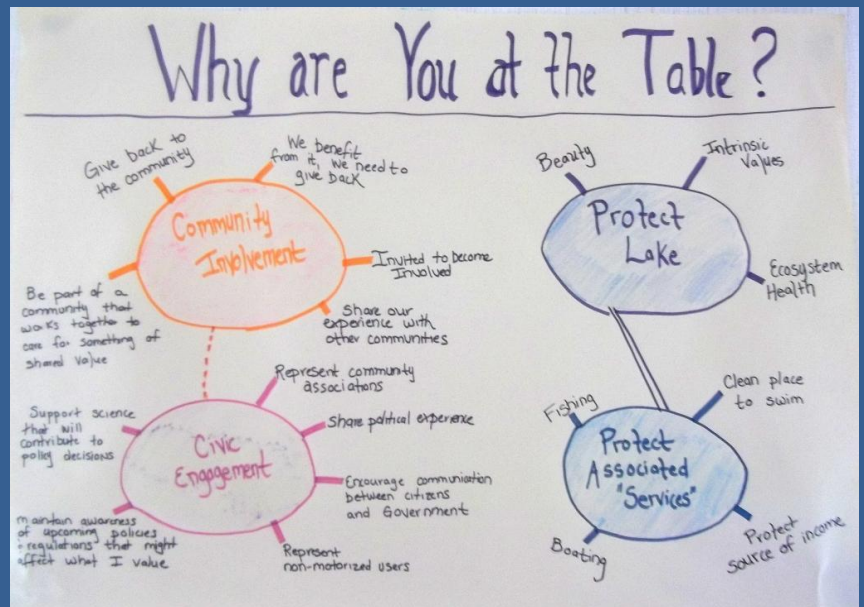 Why are You at the Table?
Give back to
the community
We benefit
from it, we need to
give back
Community
Involvement
Invited to become
Involved
Be part of a
community that
works together to
care for something of
shared value
Share our
experience with
other communities
Represent community
associations
Support science
that will
contribute to
policy decisions
Civic
Engagement
Share political experience
Encourage communication
between citizens
and Government
maintain awareness
of upcoming policies
+ regulations that might
affect what I value
Represent
non-motorized users
Beauty
Intrinsic
Values
Protect
Lake
Ecosystem
Health
Fishing
Clean place
to swim
Protect
Associated
"Services"
Boating
Protect
source of income